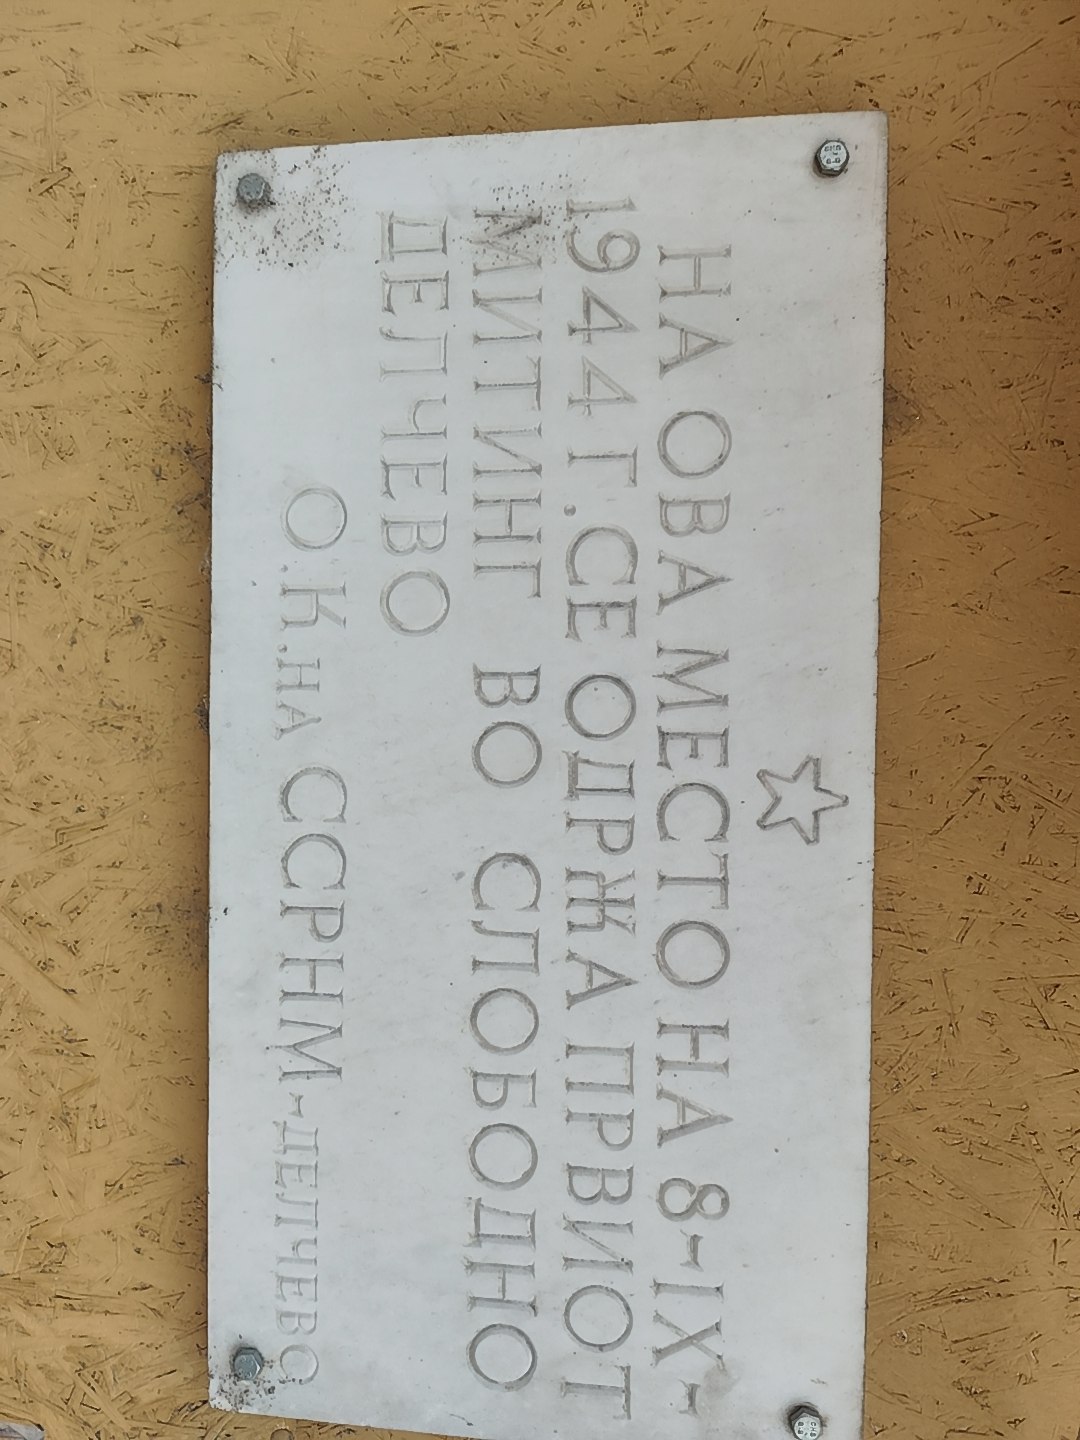 НА ОВА МЕСТО НА 8-IX-
1944 Г. СЕ ОДРЖА ПРВИОТ
МИТИНГ ВО СЛОБОДНО
ДЕЛЧЕВО
О.К. НА ССРНМ-ДЕЛЧЕВО